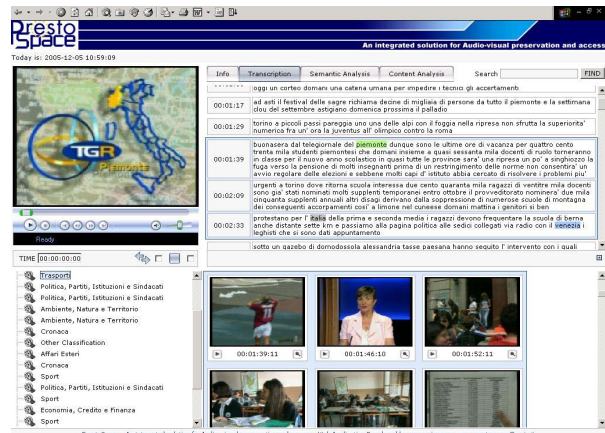 Presto
Space
An integrated solution for Audio-visual preservation and access
Today is: 2005-12-05 10:59:09
TGR
Piemonte
Ready
TIME 00:00:00:00
Info
Transcription
Semantic Analysis
Content Analysis
Search
FIND
oggi un corteo domani una catena umana per impedire i tecnici gli accertamenti
00:01:17
ad asti il festival delle sagre richiama decine di migliaia di persone da tutto il piemonte e la settimana
clou del settembre astigiano domenica prossima il palladio
00:01:29
torino a piccoli passi pareggia uno una delle alpi con il foggia nella ripresa non sfrutta la superiorita'
numerica fra un' ora la juventus all' olimpico contro la roma
00:01:39
buonasera dal telegiornale del piemonte dunque sono le ultime ore di vacanza per quattro cento
trenta mila studenti piemontesi che domani insieme a quasi sessanta mila docenti di ruolo torneranno
in classe per il nuovo anno scolastico in quasi tutte le province sara' una ripresa un po' a singhiozzo la
fuga verso la pensione di molti insegnanti prima di un restringimento delle norme non consentira' un
avvio regolare delle elezioni e sebbene molti capi d' istituto abbia cercato di risolvere i problemi piu'
00:02:09
urgenti a torino dove ritorna scuola interessa due cento quaranta mila ragazzi di ventitre mila docenti
sono gia' stati nominati molti supplenti temporanei entro ottobre il provveditorato nominera' due mila
cinquanta supplenti annuali altri disagi derivano dalla soppressione di numerose scuole di montagna
dei conseguenti accorpamenti cosi' a limone nel cuneese domani mattina i genitori si ben
00:02:33
protestano per l' italia della prima e seconda media i ragazzi devono frequentare la scuola di berna
anche distante sette km e passiamo alla pagina politica alle sedici collegati via radio con il venezia i
leghisti che si sono dati appuntamento
sotto un gazebo di domodossola alessandria tasse paesana hanno seguito l' intervento con i quali
Trasporti
Politica, Partiti, Istituzioni e Sindacati
Politica, Partiti, Istituzioni e Sindacati
Ambiente, Natura e Territorio
Ambiente, Natura e Territorio
Cronaca
Other Classification
Affari Esteri
Cronaca
Sport
Politica, Partiti, Istituzioni e Sindacati
Sport
Economia, Credito e Finanza
Sport
00:01:39:11
00:01:46:10
00:01:52:11